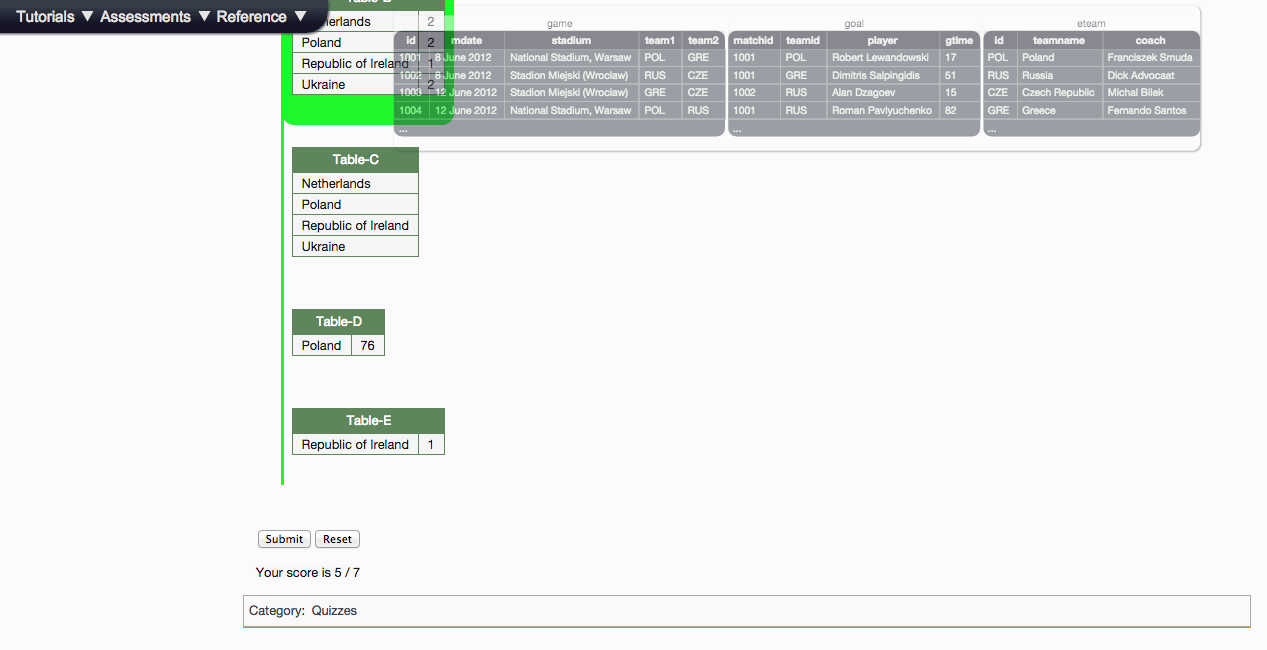 Tutorials ▼ Assessments ▼ Reference ▼
Poland 2
Republic of Ireland 1
Ukraine 2
game goal eteam
id mdate stadium team1 team2 matchid teamid player gtime id teamname coach
1001 8 June 2012 National Stadium, Warsaw POL GRE 1001 POL Robert Lewandowski 17 POL Poland Franciszek Smuda
1002 8 June 2012 Stadion Miejski (Wroclaw) RUS CZE 1001 GRE Dimitris Salpingidis 51 RUS Russia Dick Advocaat
1003 12 June 2012 Stadion Miejski (Wroclaw) GRE CZE 1002 RUS Alan Dzagoev 15 CZE Czech Republic Michal Bilek
1004 12 June 2012 National Stadium, Warsaw POL RUS 1001 RUS Roman Pavlyuchenko 82 GRE Greece Fernando Santos
... ... ...
Table-C
Netherlands
Poland
Republic of Ireland
Ukraine
Table-D
Poland 76
Table-E
Republic of Ireland 1
Submit Reset
Your score is 5 / 7
Category: Quizzes